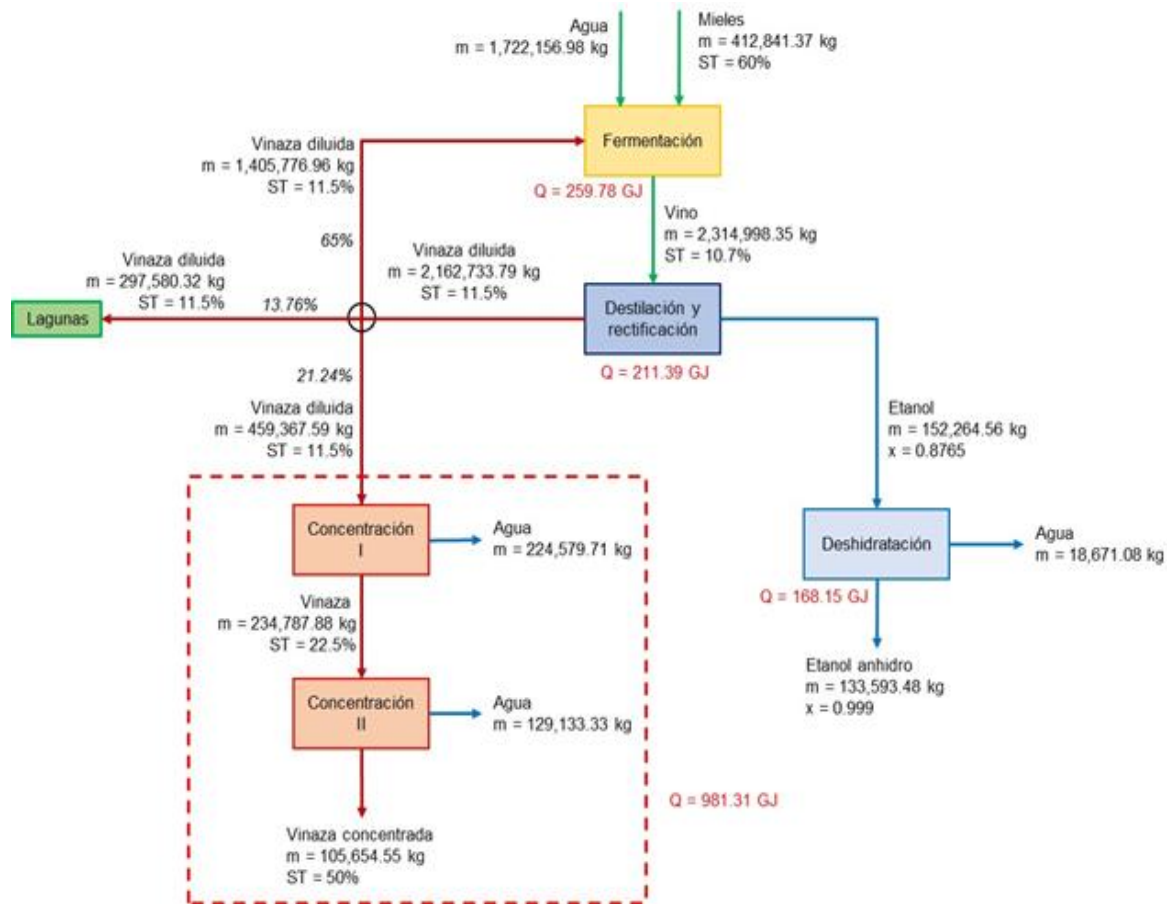 Agua
m = 1,722,156.98 kg
Mieles
m = 412,841.37 kg
ST = 60%
Fermentación
Q = 259.78 GJ
Vinaza diluida
m = 1,405,776.96 kg
ST = 11.5%
65%
Vino
m = 2,314,998.35 kg
ST = 10.7%
Vinaza diluida
m = 2,162,733.79 kg
ST = 11.5%
Vinaza diluida
m = 297,580.32 kg
ST = 11.5%
13.76%
Lagunas
Destilación y
rectificación
Q = 211.39 GJ
21.24%
Vinaza diluida
m = 459,367.59 kg
ST = 11.5%
Etanol
m = 152,264.56 kg
x = 0.8765
Concentración
I
Agua
m = 224,579.71 kg
Deshidratación
Agua
m = 18,671.08 kg
Q = 168.15 GJ
Vinaza
m = 234,787.88 kg
ST = 22.5%
Etanol anhidro
m = 133,593.48 kg
x = 0.999
Concentración
II
Agua
m = 129,133.33 kg
Q = 981.31 GJ
Vinaza concentrada
m = 105,654.55 kg
ST = 50%